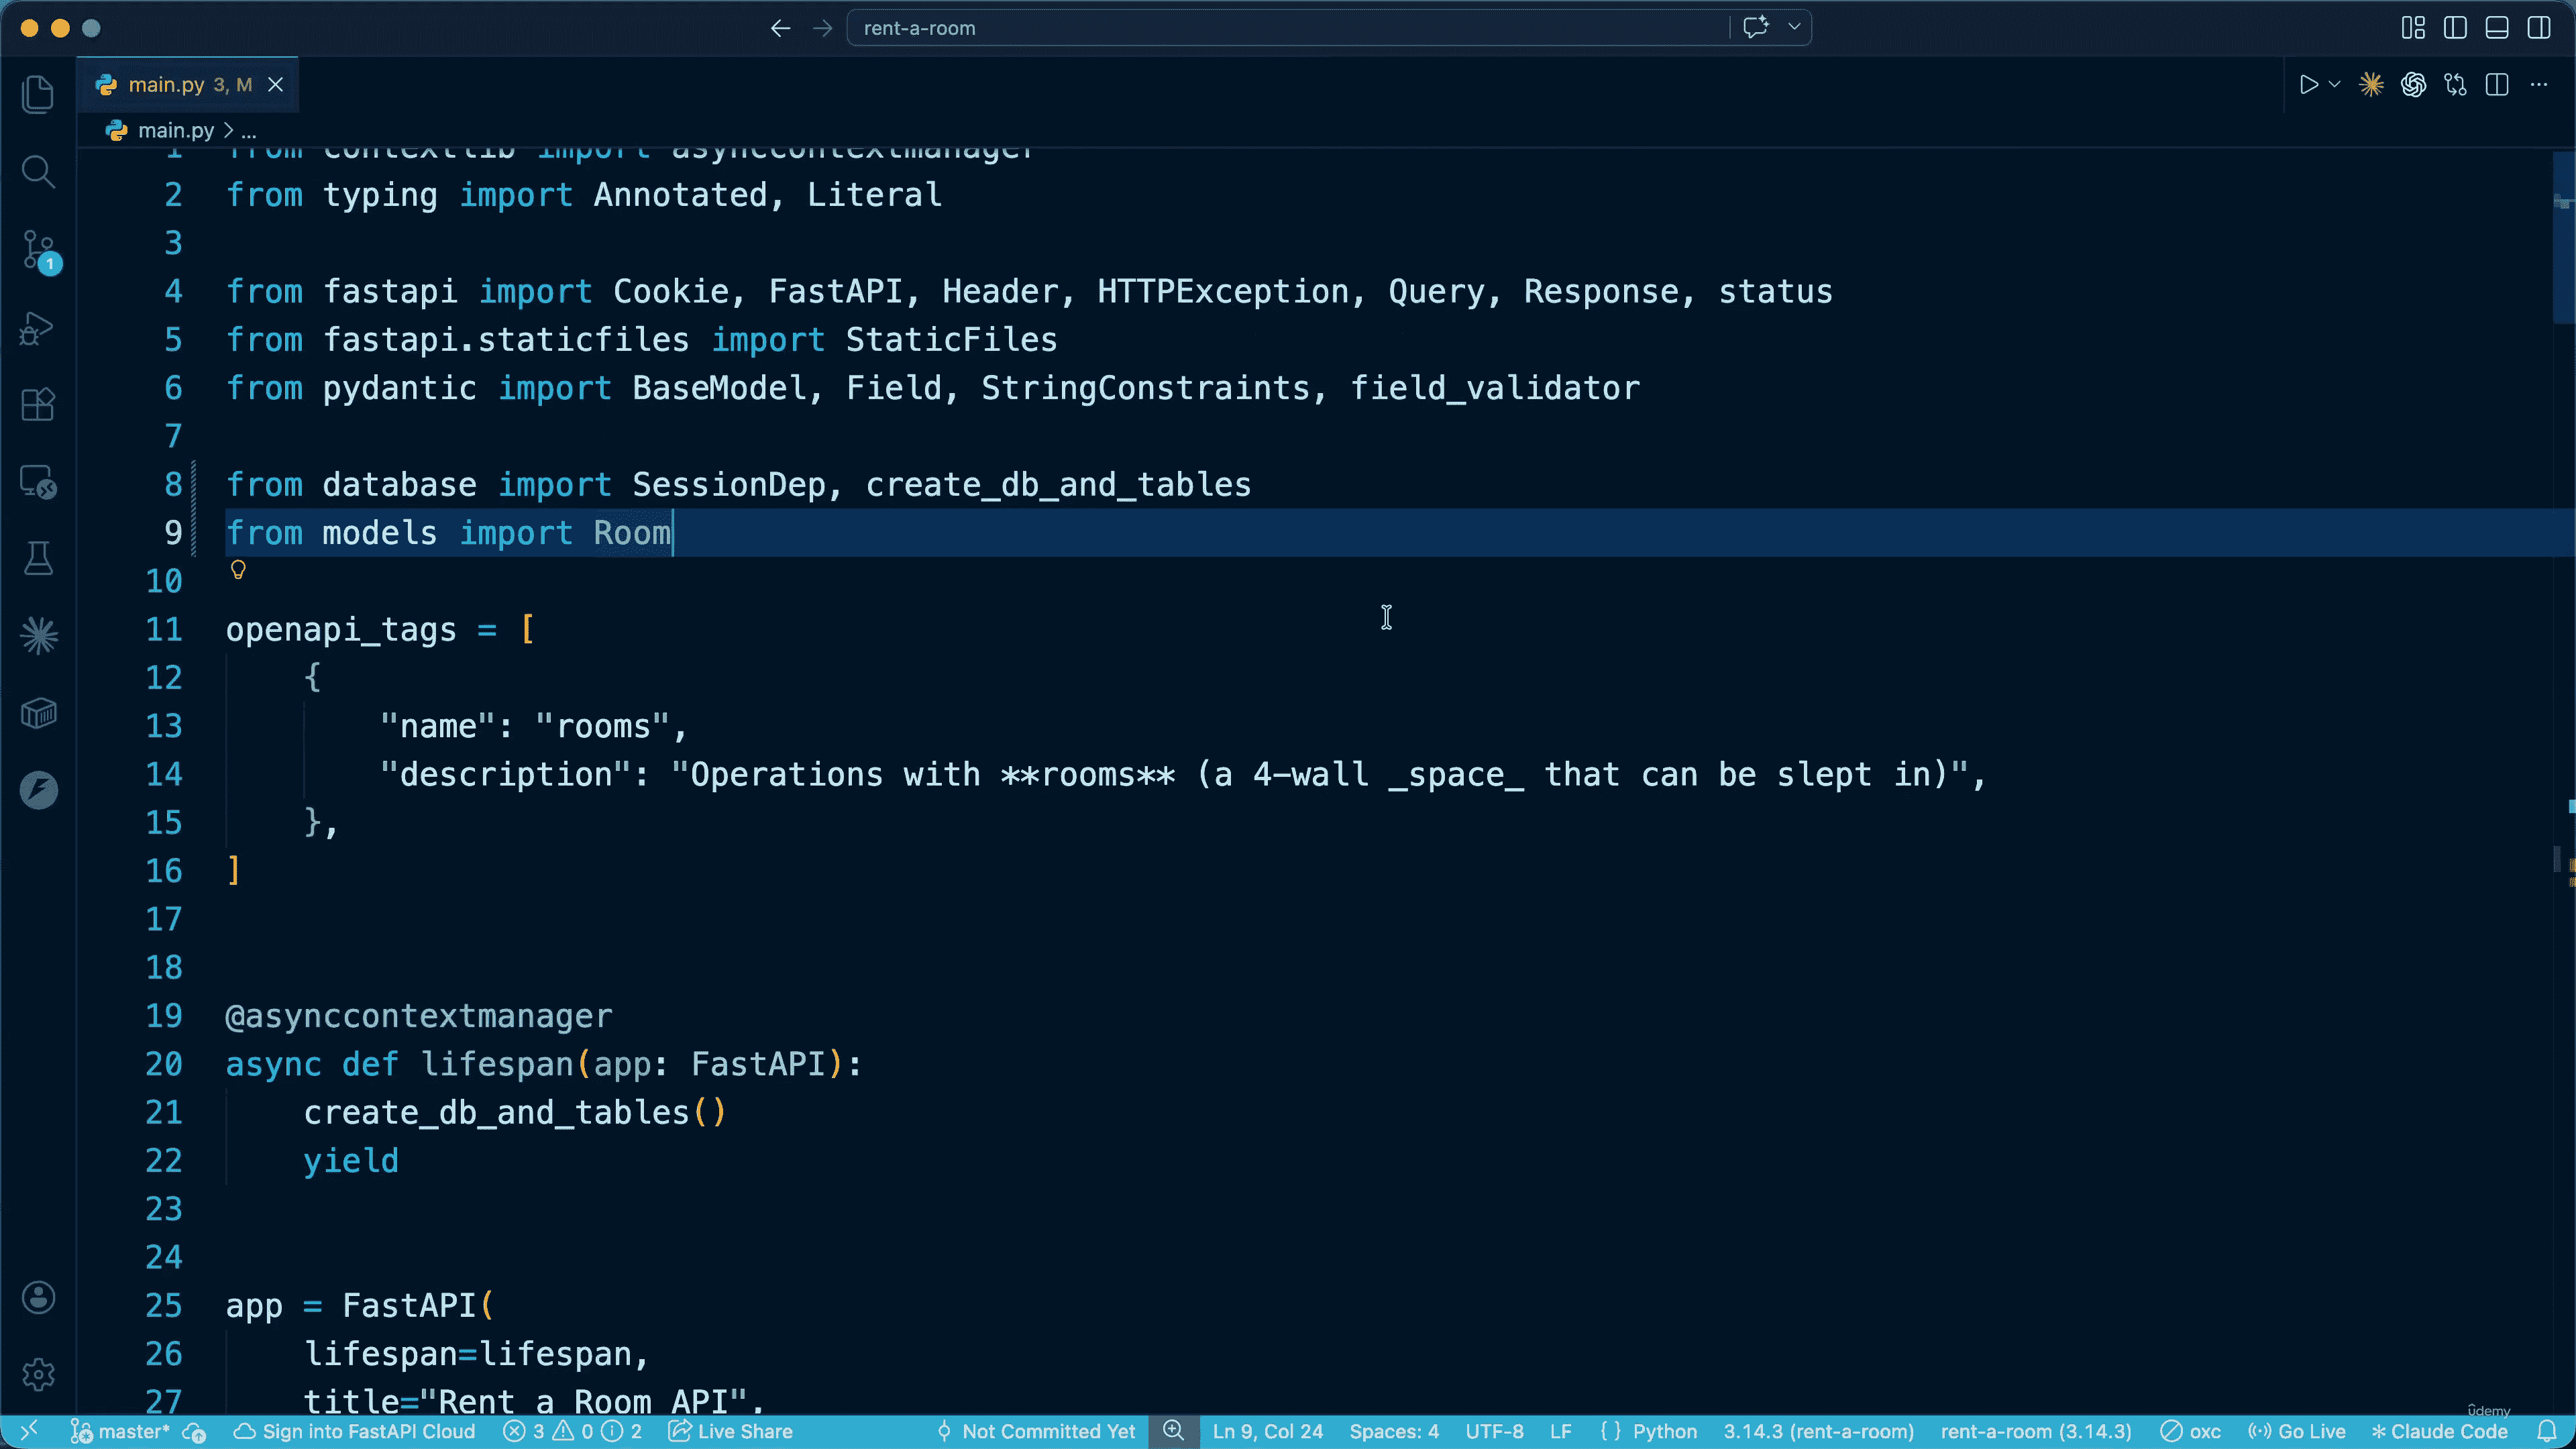 rent-a-room
main.py 3, M
main.py > ...
1 from contextlib import asynccontextmanager
2 from typing import Annotated, Literal
3
4 from fastapi import Cookie, FastAPI, Header, HTTPException, Query, Response, status
5 from fastapi.staticfiles import StaticFiles
6 from pydantic import BaseModel, Field, StringConstraints, field_validator
7
8 from database import SessionDep, create_db_and_tables
9 from models import Room
10
11 openapi_tags = [
12 {
13 "name": "rooms",
14 "description": "Operations with **rooms** (a 4-wall _space_ that can be slept in)",
15 },
16 ]
17
18
19 @asynccontextmanager
20 async def lifespan(app: FastAPI):
21 create_db_and_tables()
22 yield
23
24
25 app = FastAPI(
26 lifespan=lifespan,
27 title="Rent a Room API",
1
udemy
master* Sign into FastAPI Cloud 3 0 2 Live Share Not Committed Yet Ln 9, Col 24 Spaces: 4 UTF-8 LF { } Python 3.14.3 (rent-a-room) rent-a-room (3.14.3) oxc Go Live Claude Code